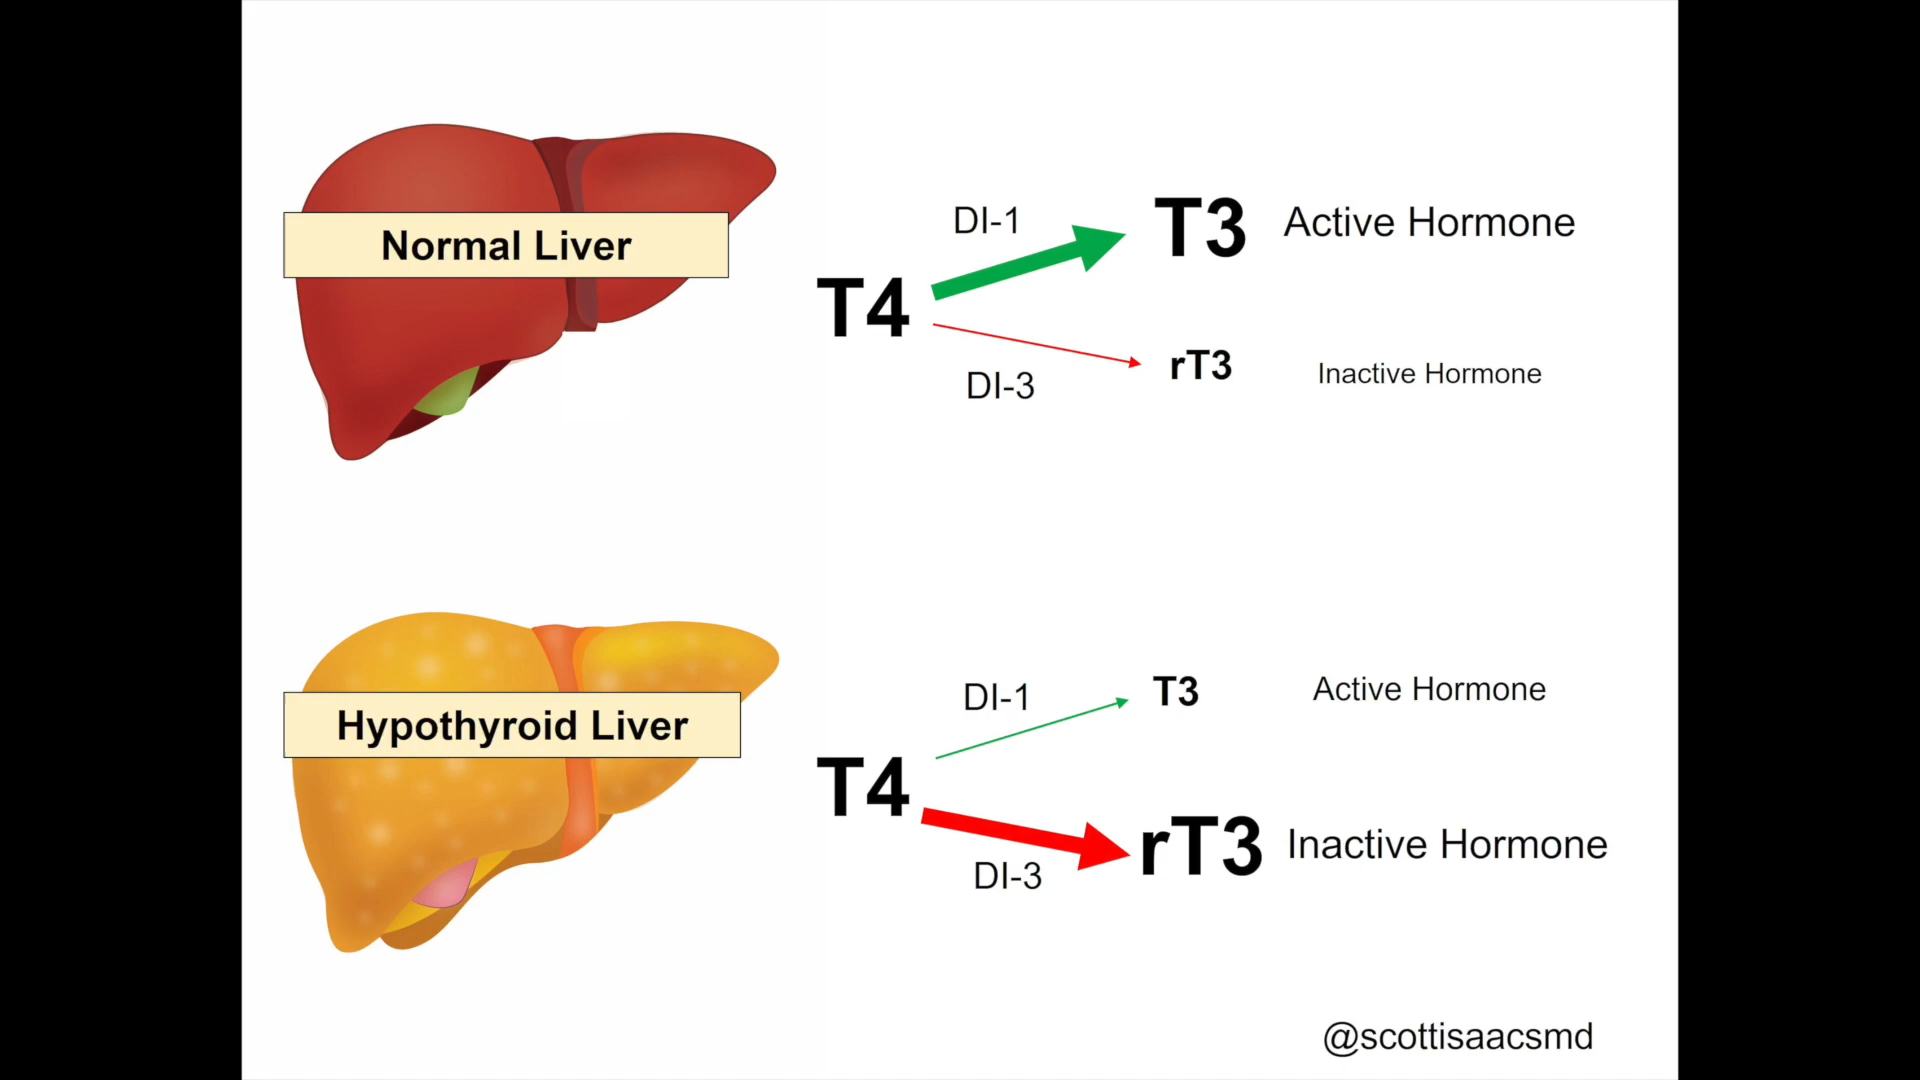 Normal Liver
T4
DI-1
T3 Active Hormone
DI-3
rT3 Inactive Hormone
Hypothyroid Liver
T4
DI-1
T3 Active Hormone
DI-3
rT3 Inactive Hormone
@scottisaacsmd